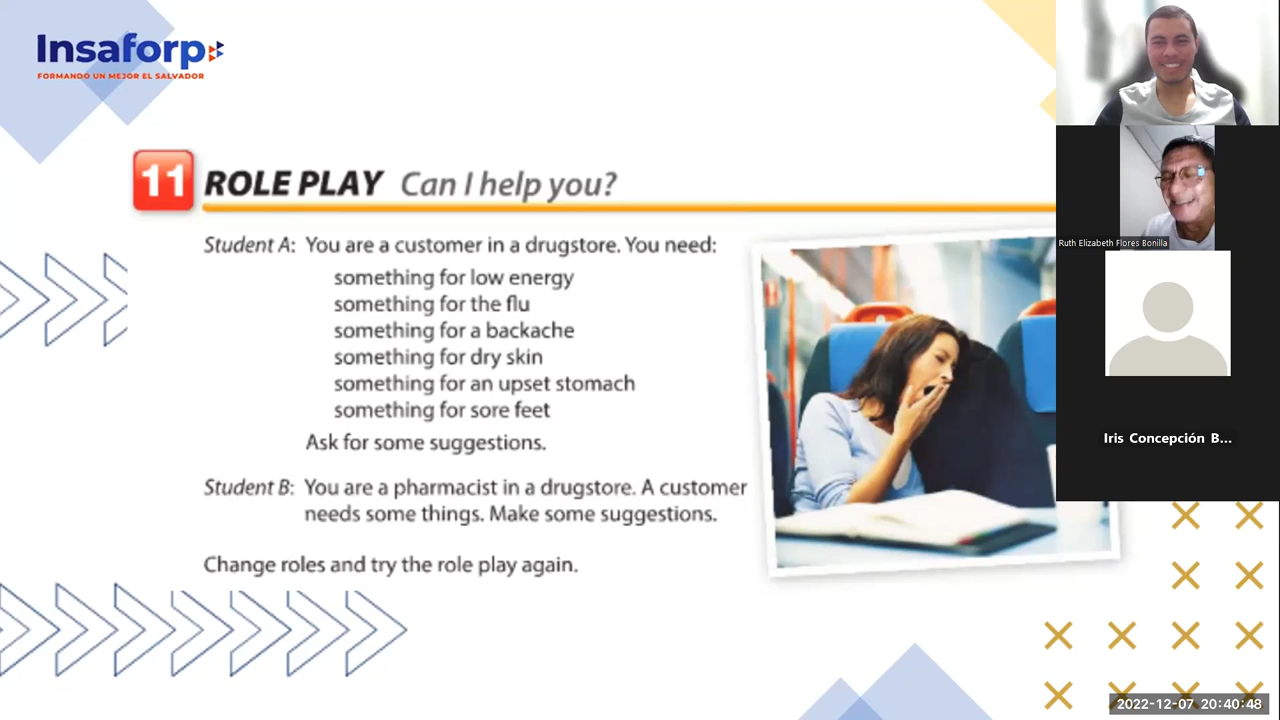 Insaforp
FORMANDO UN MEJOR EL SALVADOR
11 ROLE PLAY Can I help you?
Student A: You are a customer in a drugstore. You need:
something for low energy
something for the flu
something for a backache
something for dry skin
something for an upset stomach
something for sore feet
Ask for some suggestions.
Student B: You are a pharmacist in a drugstore. A customer
needs some things. Make some suggestions.
Change roles and try the role play again.
Ruth Elizabeth Flores Bonilla
Iris Concepción B...
2022-12-07 20:40:48